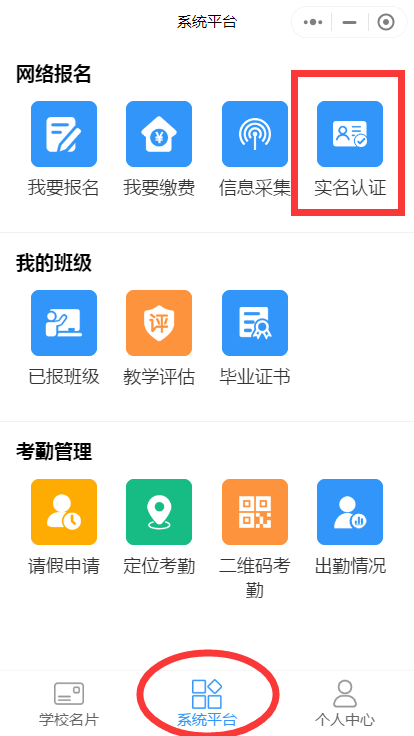 系统平台
网络报名
我要报名 我要缴费 信息采集 实名认证
我的班级
评
已报班级 教学评估 毕业证书
考勤管理
请假申请 定位考勤 二维码考勤 出勤情况
学校名片 系统平台 个人中心